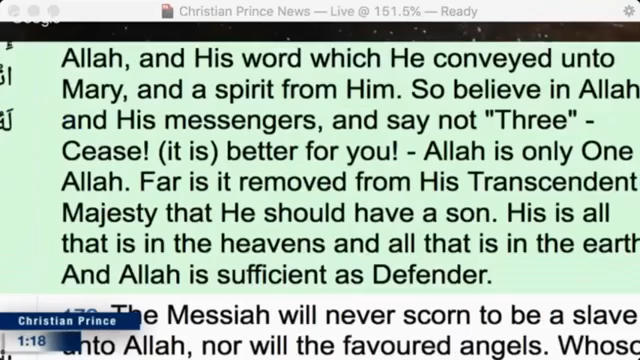 Christian Prince News — Live @ 151.5% — Ready
Allah, and His word which He conveyed unto
Mary, and a spirit from Him. So believe in Allah
and His messengers, and say not "Three" -
Cease! (it is) better for you! - Allah is only One
Allah. Far is it removed from His Transcendent
Majesty that He should have a son. His is all
that is in the heavens and all that is in the earth
And Allah is sufficient as Defender.
The Messiah will never scorn to be a slave
unto Allah, nor will the favoured angels. Whoso
Christian Prince
1:18